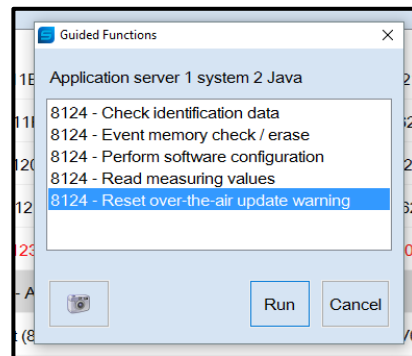 Guided Functions
Application server 1 system 2 Java
8124 - Check identification data
8124 - Event memory check / erase
8124 - Perform software configuration
8124 - Read measuring values
8124 - Reset over-the-air update warning
Run
Cancel